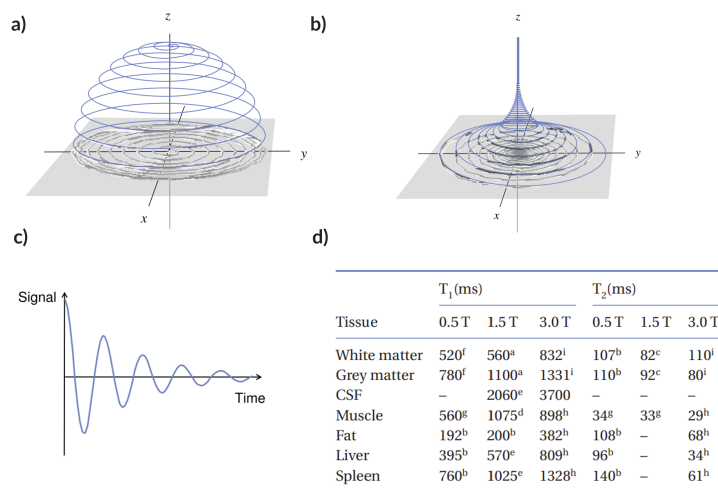 a)
z
y
x
b)
z
y
x
c)
Signal
Time
d)
T1(ms) T2(ms)
Tissue 0.5 T 1.5 T 3.0 T 0.5 T 1.5 T 3.0 T
White matter 520f 560a 832i 107b 82c 110i
Grey matter 780f 1100a 1331i 110b 92c 80i
CSF – 2060e 3700 – – –
Muscle 560g 1075d 898h 34g 33g 29h
Fat 192b 200b 382h 108b – 68h
Liver 395b 570e 809h 96b – 34h
Spleen 760b 1025e 1328h 140b – 61h